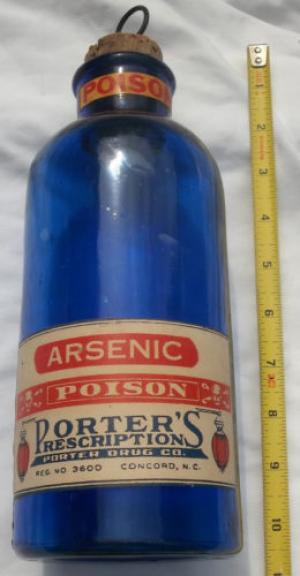 POISON
ARSENIC
POISON
PORTER'S
PRESCRIPTIONS
PORTER DRUG CO.
REG. NO 3600 CONCORD, N.C.
1
2
3
4
5
6
7
8
9
10